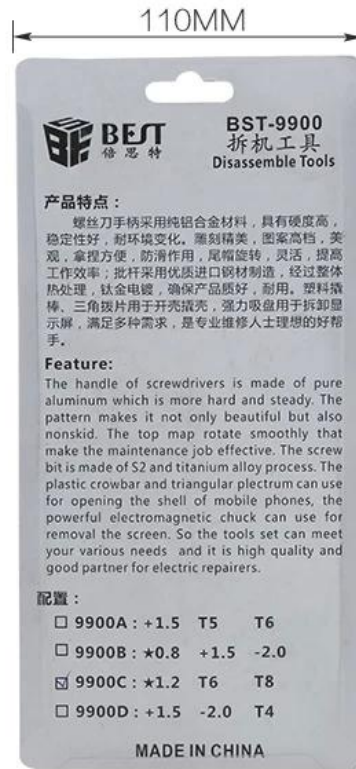 110MM
BEST
倍思特
BST-9900
拆机工具
Disassemble Tools
产品特点：
螺丝刀手柄采用纯铝合金材料，具有硬度高，
稳定性好，耐环境变化。雕刻精美，图案高档，美
观，拿捏方便，防滑作用，尾帽旋转，灵活，提高
工作效率；批杆采用优质进口钢材制造，经过整体
热处理，钛金电镀，确保产品质好，耐用。塑料撬
棒、三角拨片用于开壳撬壳，强力吸盘用于拆卸显
示屏，满足多种需求，是专业维修人士理想的好帮
手。
Feature:
The handle of screwdrivers is made of pure
aluminum which is more hard and steady. The
pattern makes it not only beautiful but also
nonskid. The top map rotate smoothly that
make the maintenance job effective. The screw
bit is made of S2 and titanium alloy process. The
plastic crowbar and triangular plectrum can use
for opening the shell of mobile phones, the
powerful electromagnetic chuck can use for
removal the screen. So the tools set can meet
your various needs and it is high quality and
good partner for electric repairers.
配置：
☐ 9900A：+1.5 T5 T6
☐ 9900B：★0.8 +1.5 -2.0
☑ 9900C：★1.2 T6 T8
☐ 9900D：+1.5 -2.0 T4
MADE IN CHINA